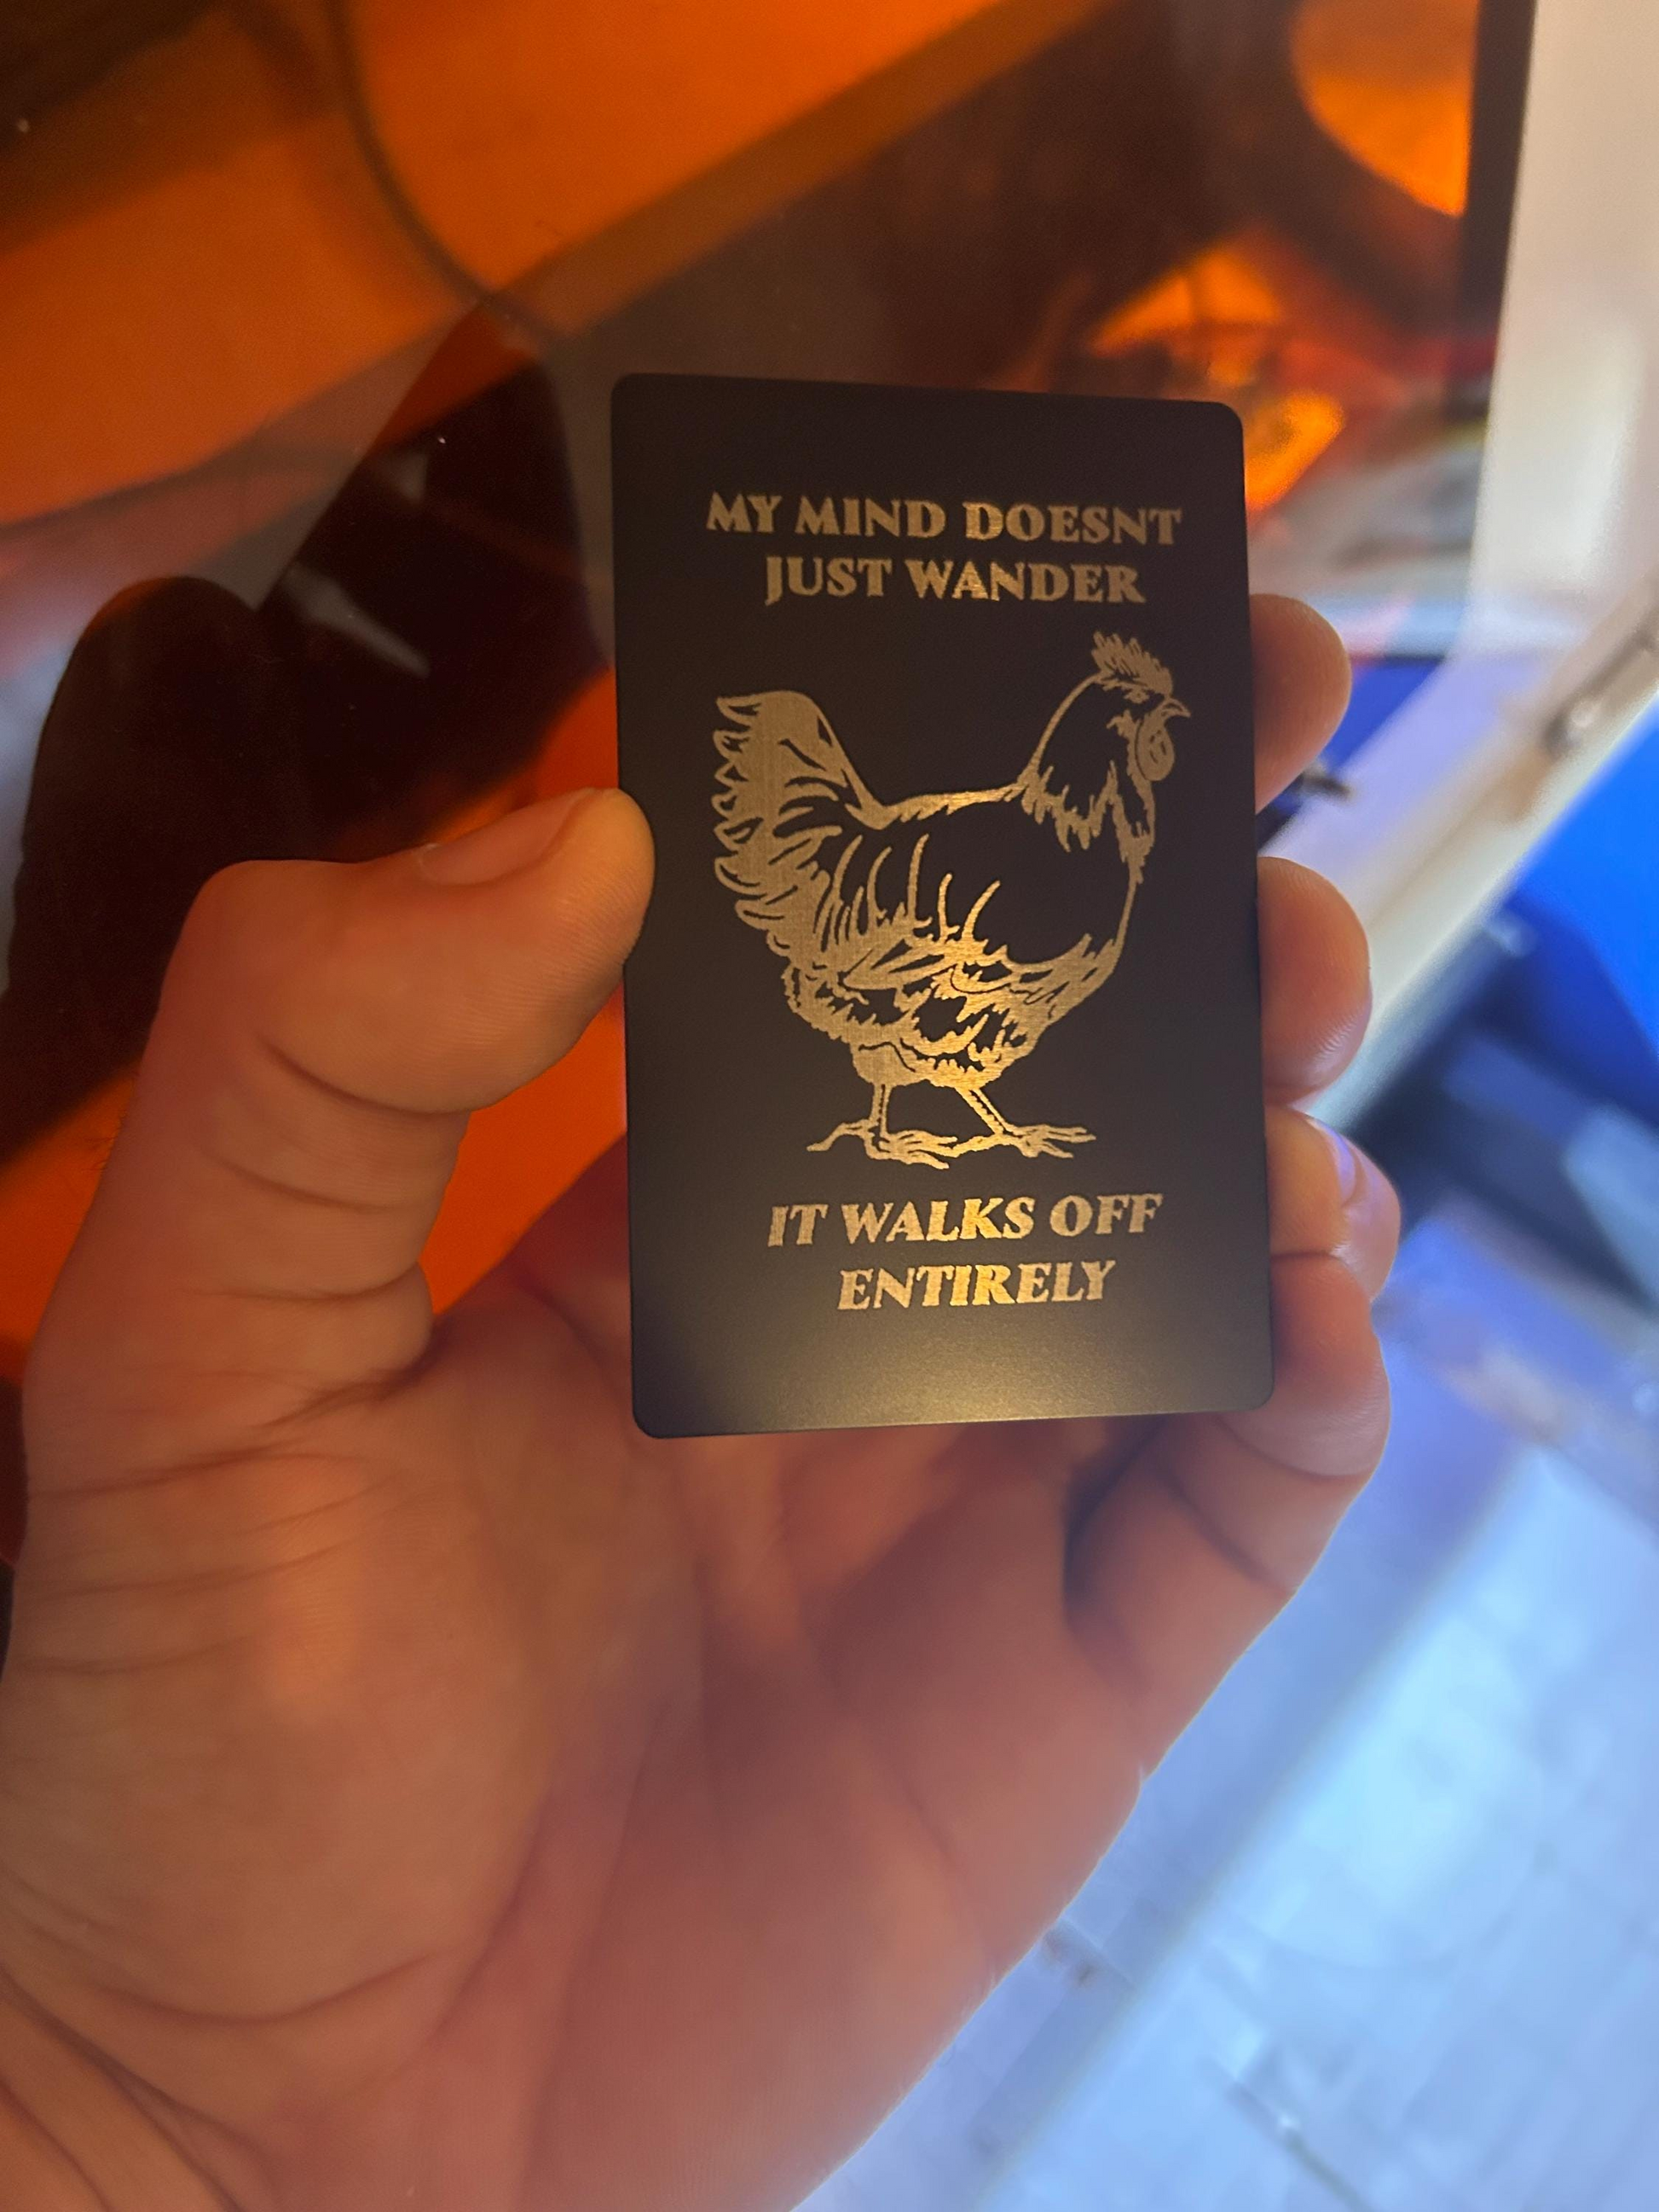 MY MIND DOESNT
JUST WANDER
IT WALKS OFF
ENTIRELY